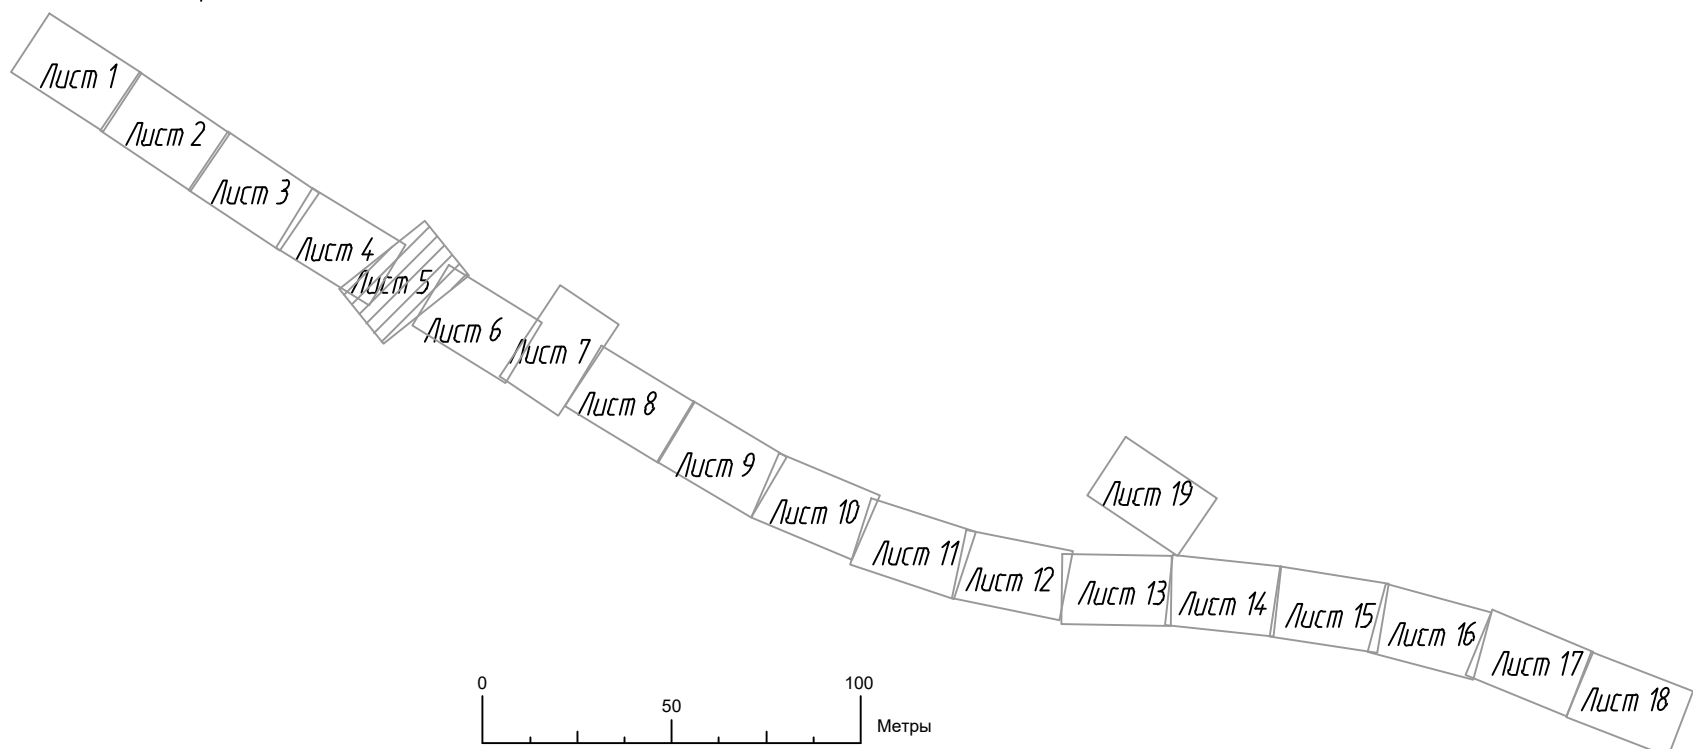 Лист 1
Лист 2
Лист 3
Лист 4
Лист 5
Лист 6
Лист 7
Лист 8
Лист 9
Лист 10
Лист 11
Лист 12
Лист 13
Лист 14
Лист 15
Лист 16
Лист 17
Лист 18
Лист 19
0
50
100
Метры